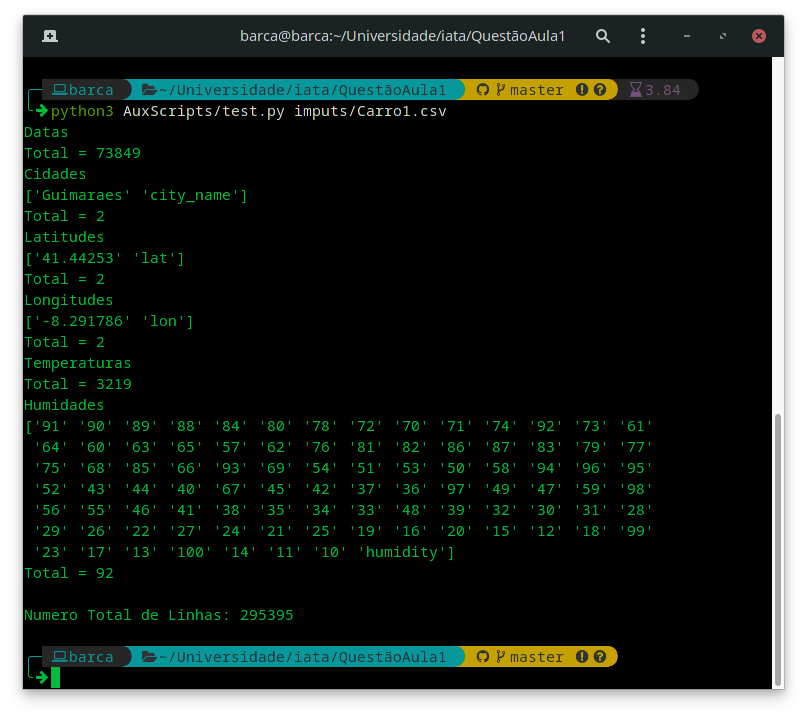 barca@barca:~/Universidade/iata/QuestãoAula1
barca ~/Universidade/iata/QuestãoAula1 master 3.84
python3 AuxScripts/test.py imputs/Carro1.csv
Datas
Total = 73849
Cidades
['Guimaraes' 'city_name']
Total = 2
Latitudes
['41.44253' 'lat']
Total = 2
Longitudes
['-8.291786' 'lon']
Total = 2
Temperaturas
Total = 3219
Humidades
['91' '90' '89' '88' '84' '80' '78' '72' '70' '71' '74' '92' '73' '61'
'64' '60' '63' '65' '57' '62' '76' '81' '82' '86' '87' '83' '79' '77'
'75' '68' '85' '66' '93' '69' '54' '51' '53' '50' '58' '94' '96' '95'
'52' '43' '44' '40' '67' '45' '42' '37' '36' '97' '49' '47' '59' '98'
'56' '55' '46' '41' '38' '35' '34' '33' '48' '39' '32' '30' '31' '28'
'29' '26' '22' '27' '24' '21' '25' '19' '16' '20' '15' '12' '18' '99'
'23' '17' '13' '100' '14' '11' '10' 'humidity']
Total = 92
Numero Total de Linhas: 295395
barca ~/Universidade/iata/QuestãoAula1 master